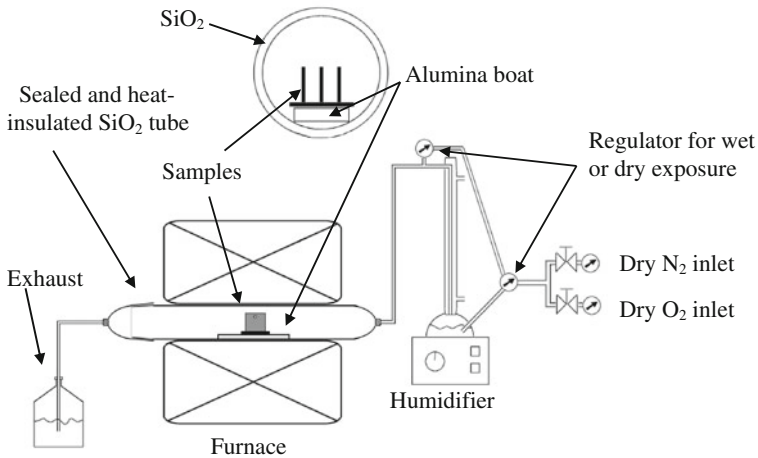 SiO₂
Alumina boat
Sealed and heat-
insulated SiO₂ tube
Regulator for wet
or dry exposure
Samples
Exhaust
Dry N₂ inlet
Dry O₂ inlet
Humidifier
Furnace